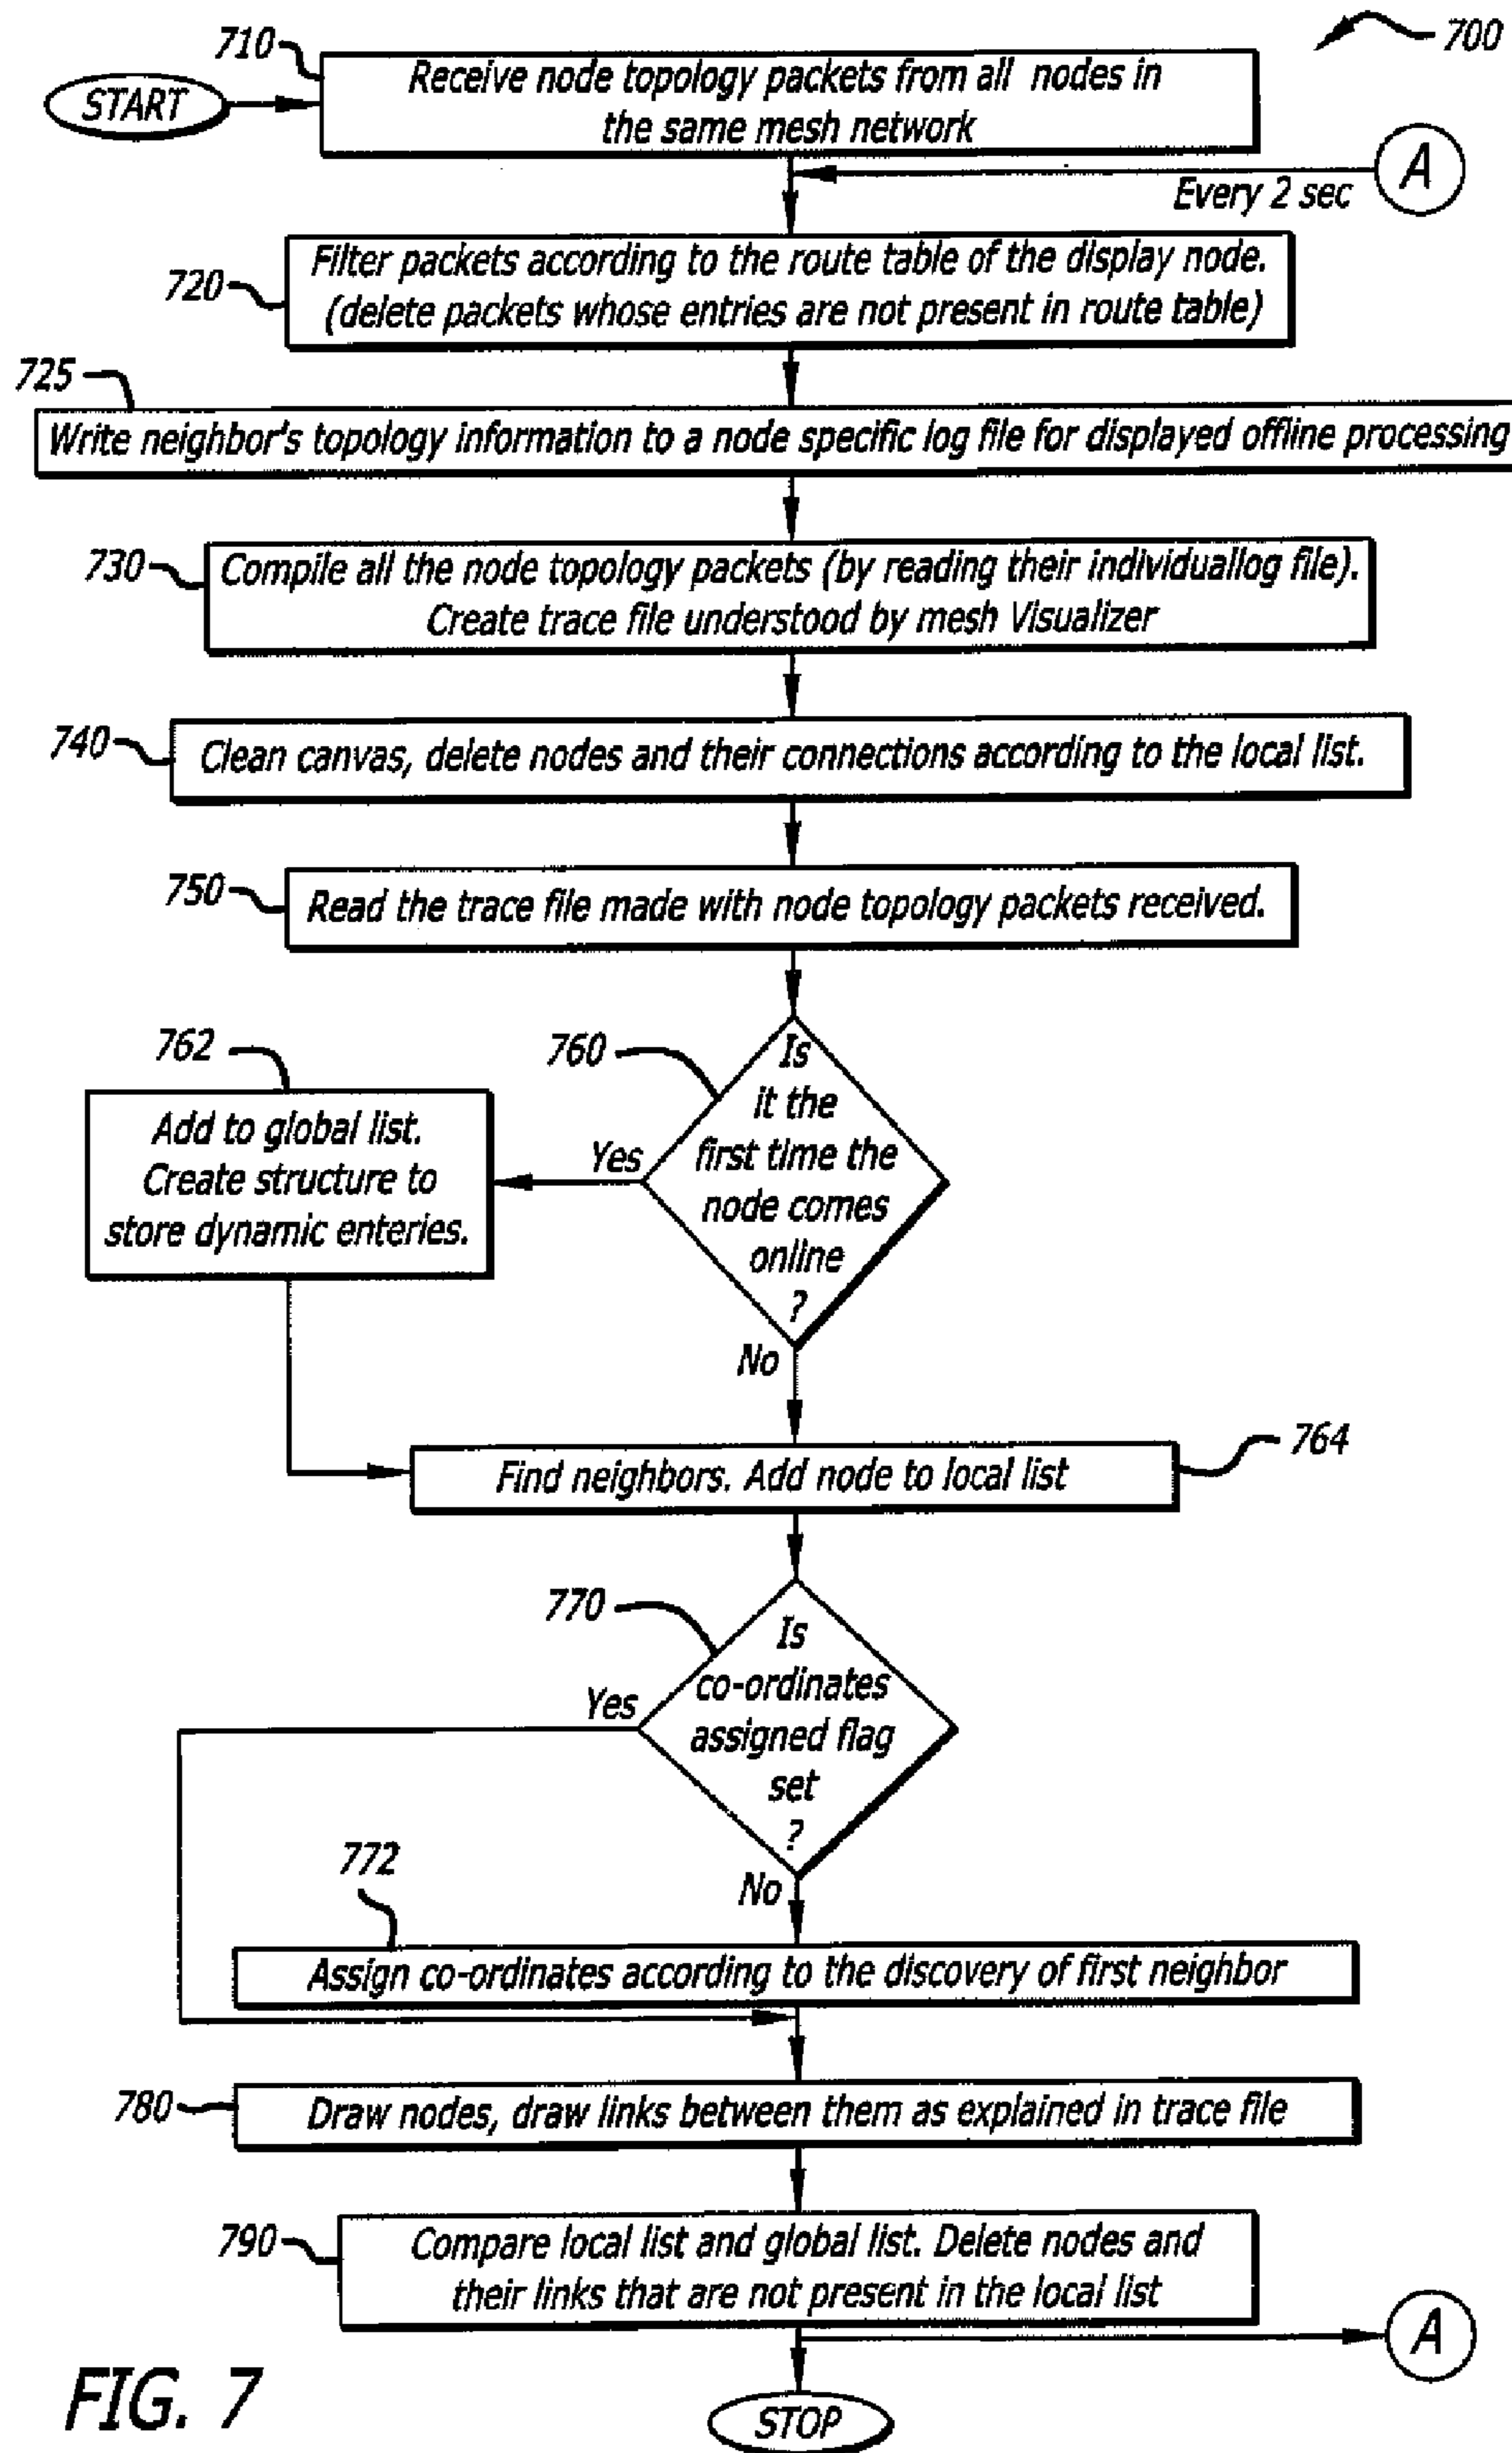 700
710
START
Receive node topology packets from all nodes in
the same mesh network
A
Every 2 sec
720
Filter packets according to the route table of the display node.
(delete packets whose entries are not present in route table)
725
Write neighbor's topology information to a node specific log file for displayed offline processing
730
Compile all the node topology packets (by reading their individuallog file).
Create trace file understood by mesh Visualizer
740
Clean canvas, delete nodes and their connections according to the local list.
750
Read the trace file made with node topology packets received.
760
Is
it the
first time the
node comes
online
?
Yes
762
Add to global list.
Create structure to
store dynamic enteries.
No
764
Find neighbors. Add node to local list
770
Is
co-ordinates
assigned flag
set
?
Yes
No
772
Assign co-ordinates according to the discovery of first neighbor
780
Draw nodes, draw links between them as explained in trace file
790
Compare local list and global list. Delete nodes and
their links that are not present in the local list
A
STOP
FIG. 7